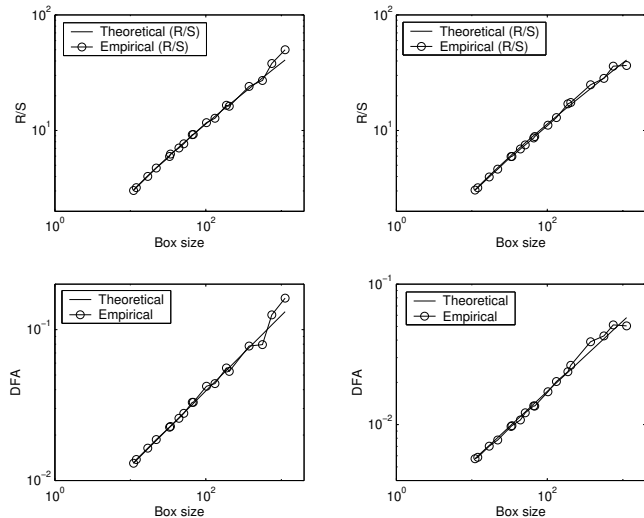 10^2
Theoretical (R/S)
Empirical (R/S)
R/S
10^1
10^0
10^2
Box size
10^2
Theoretical (R/S)
Empirical (R/S)
R/S
10^1
10^0
10^2
Box size
Theoretical
Empirical
10^-1
DFA
10^-2
10^0
10^2
Box size
10^-1
Theoretical
Empirical
DFA
10^-2
10^0
10^2
Box size